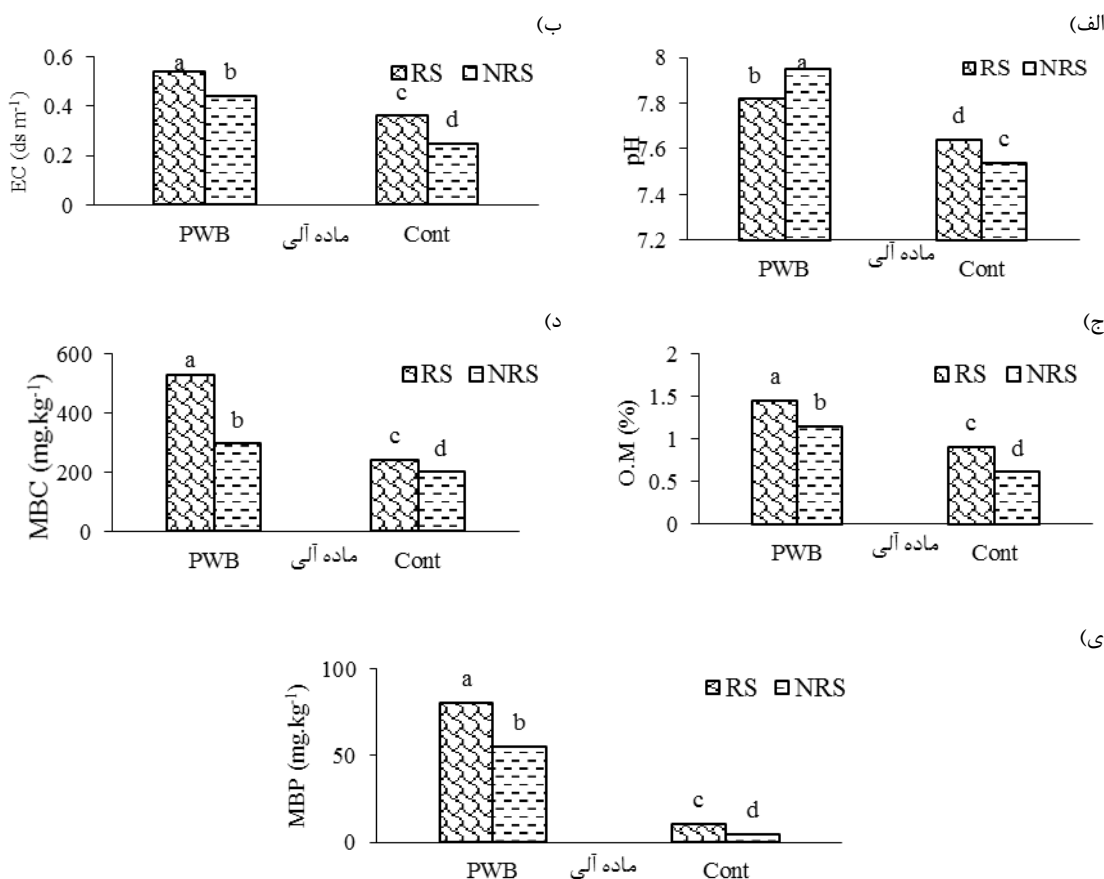 الف)
pH
8
7.8
7.6
7.4
7.2
RS NRS
b a d c
PWB ماده آلی Cont
ب)
EC (ds m⁻¹)
0.6
0.4
0.2
0
RS NRS
a b c d
PWB ماده آلی Cont
ج)
O.M (%)
2
1.5
1
0.5
0
RS NRS
a b c d
PWB ماده آلی Cont
د)
MBC (mg.kg⁻¹)
600
400
200
0
RS NRS
a b c d
PWB ماده آلی Cont
ی)
MBP (mg.kg⁻¹)
100
50
0
RS NRS
a b c d
PWB ماده آلی Cont